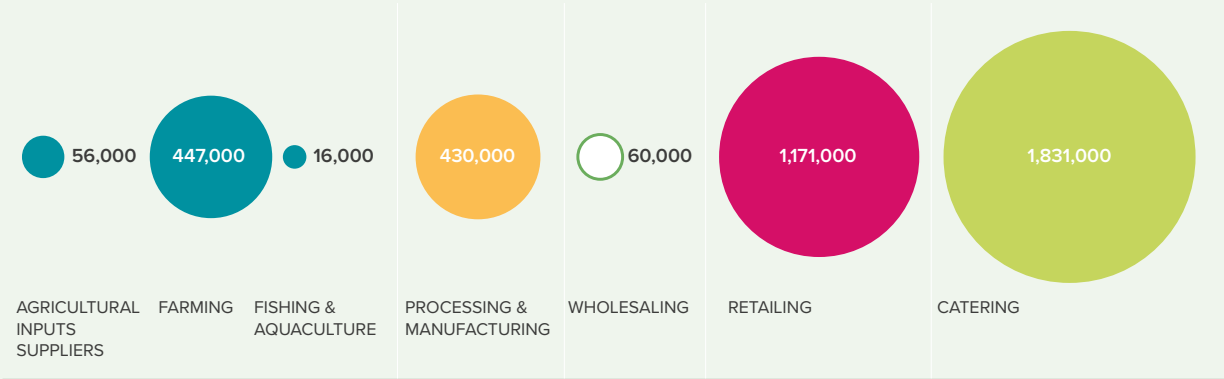 56,000
447,000
16,000
430,000
60,000
1,171,000
1,831,000
AGRICULTURAL
INPUTS
SUPPLIERS
FARMING
FISHING &
AQUACULTURE
PROCESSING &
MANUFACTURING
WHOLESALING
RETAILING
CATERING